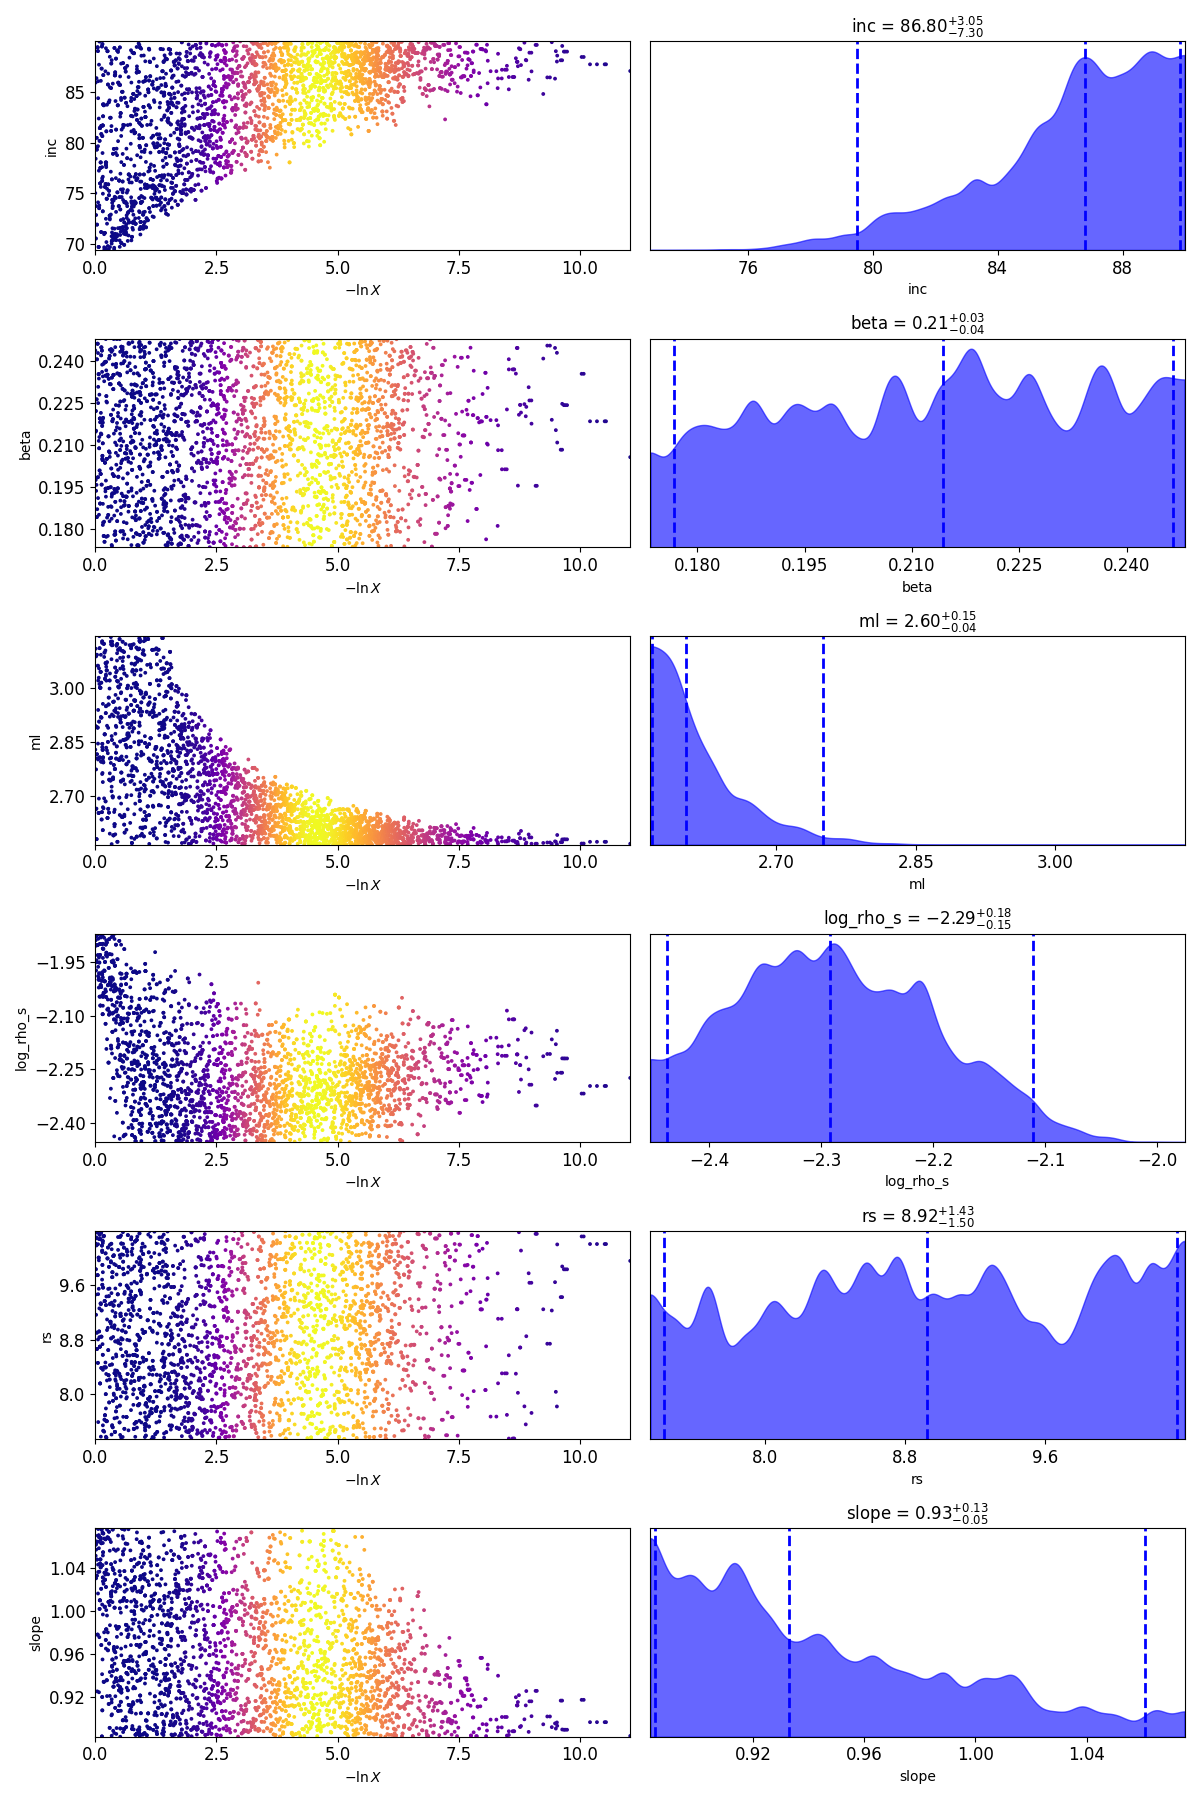 inc = 86.80^{+3.05}_{−7.30}
85
80
75
70
inc
0.0 2.5 5.0 7.5 10.0
−ln X
76 80 84 88
inc
beta = 0.21^{+0.03}_{−0.04}
0.240
0.225
0.210
0.195
0.180
beta
0.0 2.5 5.0 7.5 10.0
−ln X
0.180 0.195 0.210 0.225 0.240
beta
ml = 2.60^{+0.15}_{−0.04}
3.00
2.85
2.70
ml
0.0 2.5 5.0 7.5 10.0
−ln X
2.70 2.85 3.00
ml
log_rho_s = −2.29^{+0.18}_{−0.15}
−1.95
−2.10
−2.25
−2.40
log_rho_s
0.0 2.5 5.0 7.5 10.0
−ln X
−2.4 −2.3 −2.2 −2.1 −2.0
log_rho_s
rs = 8.92^{+1.43}_{−1.50}
9.6
8.8
8.0
rs
0.0 2.5 5.0 7.5 10.0
−ln X
8.0 8.8 9.6
rs
slope = 0.93^{+0.13}_{−0.05}
1.04
1.00
0.96
0.92
slope
0.0 2.5 5.0 7.5 10.0
−ln X
0.92 0.96 1.00 1.04
slope